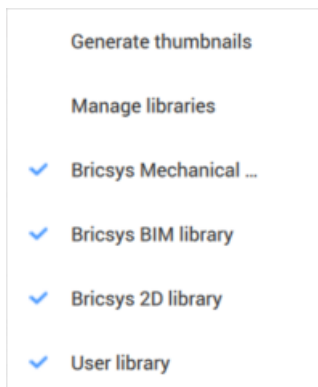 Generate thumbnails
Manage libraries
Bricsys Mechanical ...
Bricsys BIM library
Bricsys 2D library
User library